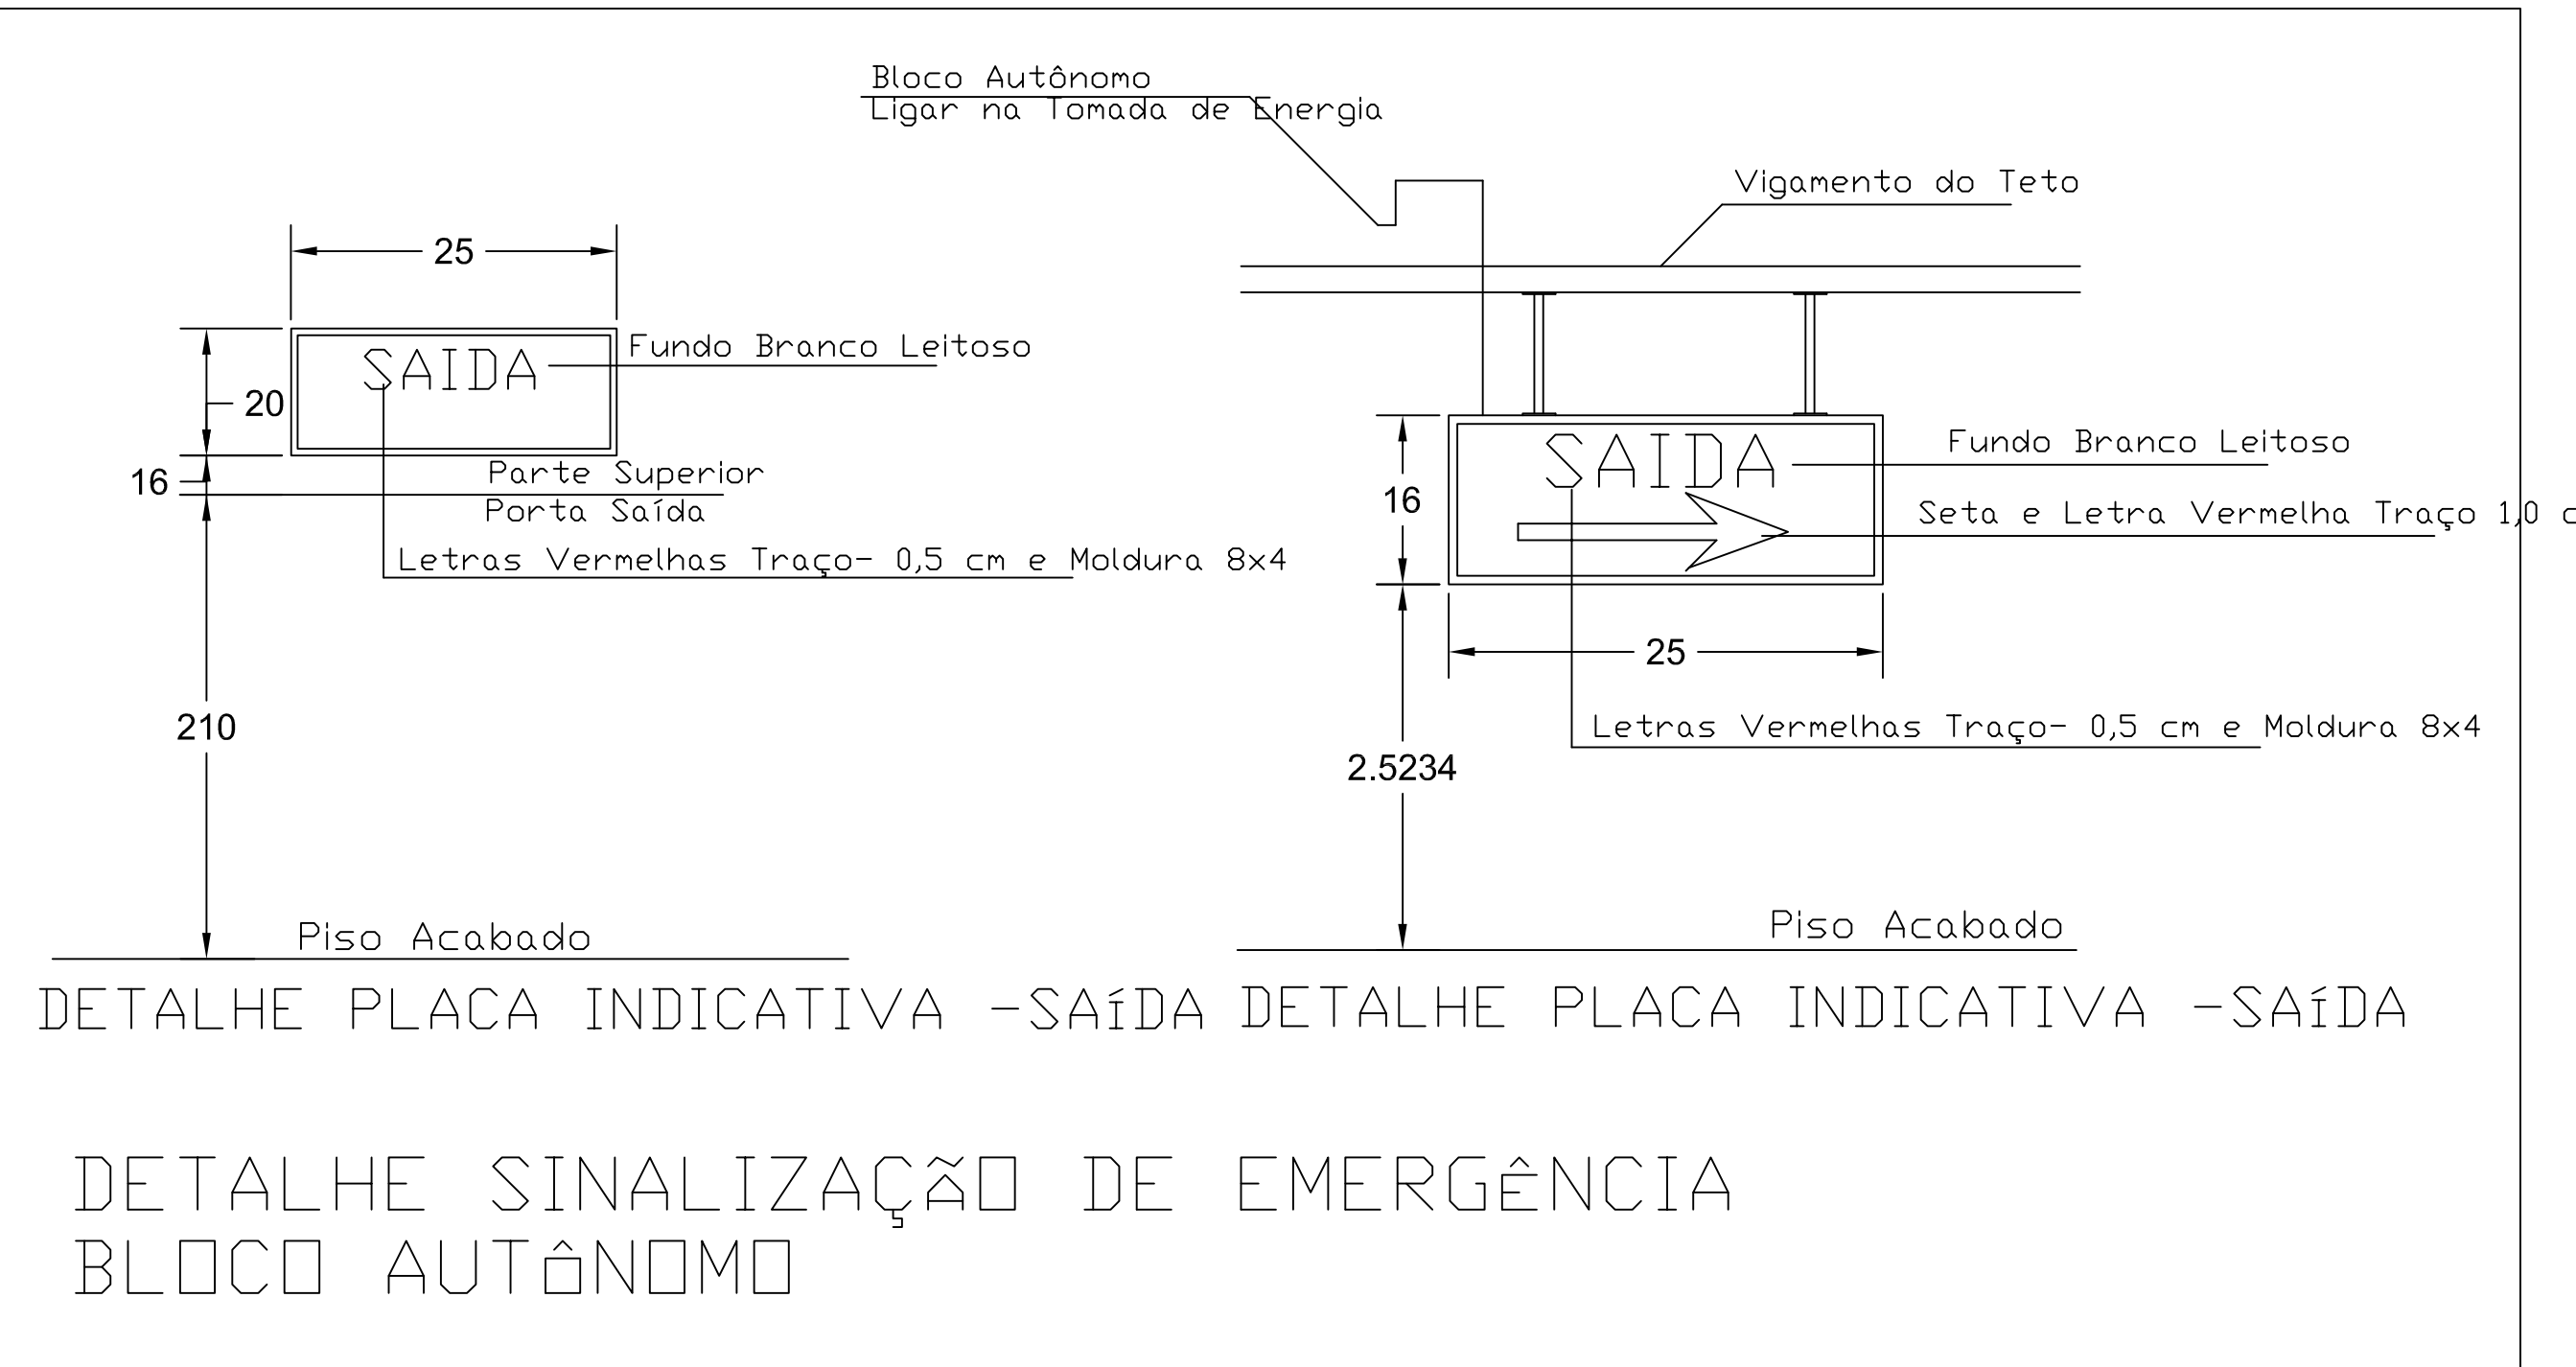 Bloco Autônomo
Ligar na Tomada de Energia
Vigamento do Teto
25
SAIDA
Fundo Branco Leitoso
20
16
Parte Superior
Porta Saída
Letras Vermelhas Traço- 0,5 cm e Moldura 8x4
210
Piso Acabado
DETALHE PLACA INDICATIVA -SAíDA
SAIDA
Fundo Branco Leitoso
16
Seta e Letra Vermelha Traço 1,0 c
25
Letras Vermelhas Traço- 0,5 cm e Moldura 8x4
2.5234
Piso Acabado
DETALHE PLACA INDICATIVA -SAíDA
DETALHE SINALIZAÇÃO DE EMERGÊNCIA
BLOCO AUTÔNOMO